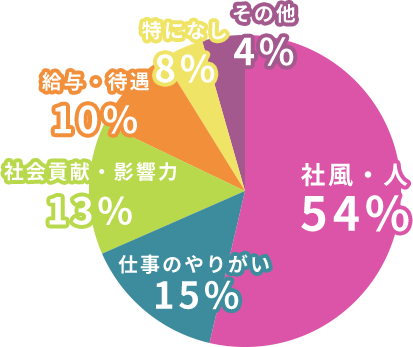 その他
4%
特になし
8%
給与・待遇
10%
社会貢献・影響力
13%
社風・人
54%
仕事のやりがい
15%